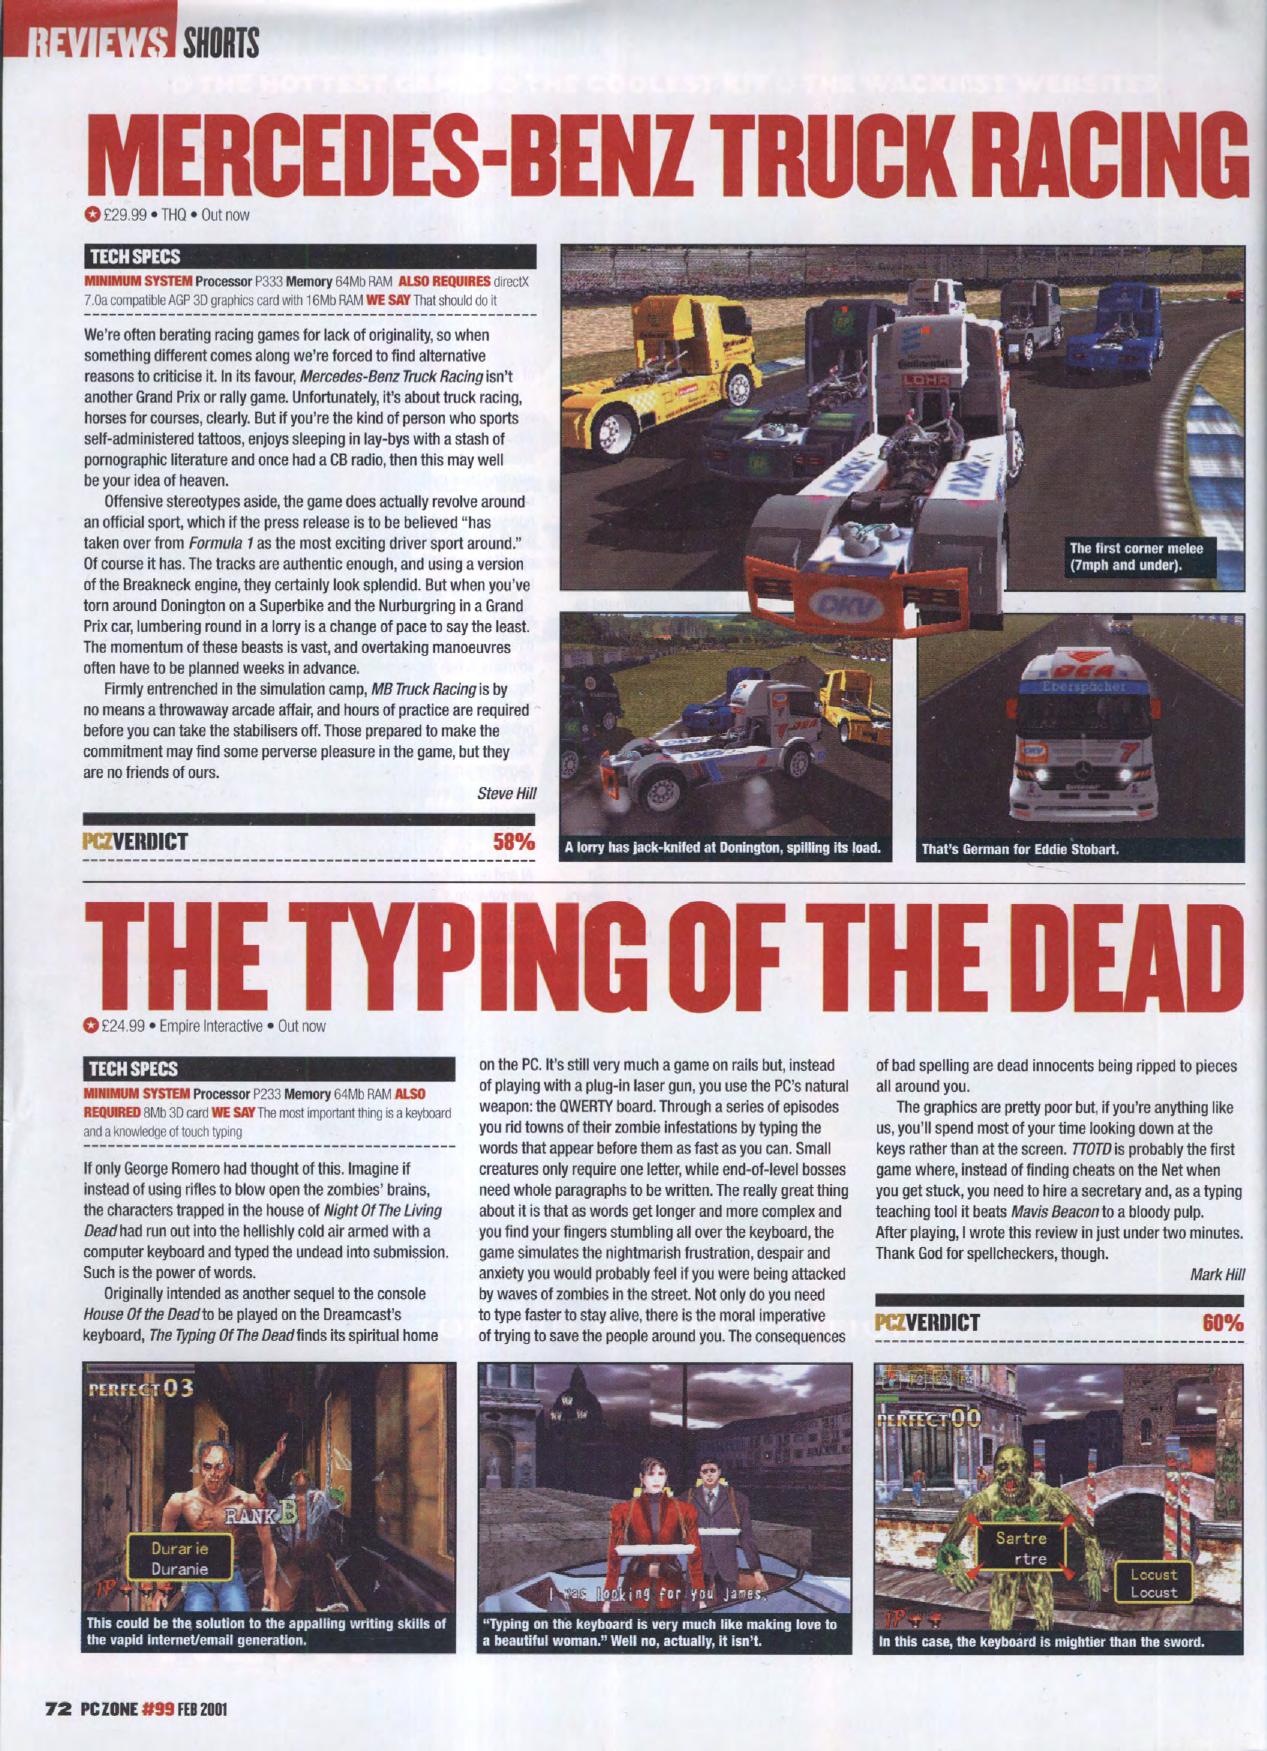 REVIEWS SHORTS
MERCEDES-BENZ TRUCK RACING
£29.99 • THQ • Out now
TECH SPECS
MINIMUM SYSTEM Processor P333 Memory 64Mb RAM ALSO REQUIRES directX
7.0a compatible AGP 3D graphics card with 16Mb RAM WE SAY That should do it
We're often berating racing games for lack of originality, so when
something different comes along we're forced to find alternative
reasons to criticise it. In its favour, Mercedes-Benz Truck Racing isn't
another Grand Prix or rally game. Unfortunately, it's about truck racing,
horses for courses, clearly. But if you're the kind of person who sports
self-administered tattoos, enjoys sleeping in lay-bys with a stash of
pornographic literature and once had a CB radio, then this may well
be your idea of heaven.
Offensive stereotypes aside, the game does actually revolve around
an official sport, which if the press release is to be believed "has
taken over from Formula 1 as the most exciting driver sport around."
Of course it has. The tracks are authentic enough, and using a version
of the Breakneck engine, they certainly look splendid. But when you've
torn around Donington on a Superbike and the Nurburgring in a Grand
Prix car, lumbering round in a lorry is a change of pace to say the least.
The momentum of these beasts is vast, and overtaking manoeuvres
often have to be planned weeks in advance.
Firmly entrenched in the simulation camp, MB Truck Racing is by
no means a throwaway arcade affair, and hours of practice are required
before you can take the stabilisers off. Those prepared to make the
commitment may find some perverse pleasure in the game, but they
are no friends of ours.
Steve Hill
PCZVERDICT 58%
Continental
LOHR
DKV
The first corner melee
(7mph and under).
A lorry has jack-knifed at Donington, spilling its load.
DEA
Eberspächer
DKV
7
Continental
That's German for Eddie Stobart.
THE TYPING OF THE DEAD
£24.99 • Empire Interactive • Out now
TECH SPECS
MINIMUM SYSTEM Processor P233 Memory 64Mb RAM ALSO
REQUIRED 8Mb 3D card WE SAY The most important thing is a keyboard
and a knowledge of touch typing
If only George Romero had thought of this. Imagine if
instead of using rifles to blow open the zombies' brains,
the characters trapped in the house of Night Of The Living
Dead had run out into the hellishly cold air armed with a
computer keyboard and typed the undead into submission.
Such is the power of words.
Originally intended as another sequel to the console
House Of the Dead to be played on the Dreamcast's
keyboard, The Typing Of The Dead finds its spiritual home
on the PC. It's still very much a game on rails but, instead
of playing with a plug-in laser gun, you use the PC's natural
weapon: the QWERTY board. Through a series of episodes
you rid towns of their zombie infestations by typing the
words that appear before them as fast as you can. Small
creatures only require one letter, while end-of-level bosses
need whole paragraphs to be written. The really great thing
about it is that as words get longer and more complex and
you find your fingers stumbling all over the keyboard, the
game simulates the nightmarish frustration, despair and
anxiety you would probably feel if you were being attacked
by waves of zombies in the street. Not only do you need
to type faster to stay alive, there is the moral imperative
of trying to save the people around you. The consequences
of bad spelling are dead innocents being ripped to pieces
all around you.
The graphics are pretty poor but, if you're anything like
us, you'll spend most of your time looking down at the
keys rather than at the screen. TTOTD is probably the first
game where, instead of finding cheats on the Net when
you get stuck, you need to hire a secretary and, as a typing
teaching tool it beats Mavis Beacon to a bloody pulp.
After playing, I wrote this review in just under two minutes.
Thank God for spellcheckers, though.
Mark Hill
PCZVERDICT 60%
PERFECT 03
RANK B
Durarie
Duranie
1P
This could be the solution to the appalling writing skills of
the vapid internet/email generation.
I was looking for you James.
"Typing on the keyboard is very much like making love to
a beautiful woman." Well no, actually, it isn't.
PERFECT 00
Sartre
rtre
Locust
Locust
1P
In this case, the keyboard is mightier than the sword.
72 PC ZONE #99 FEB 2001